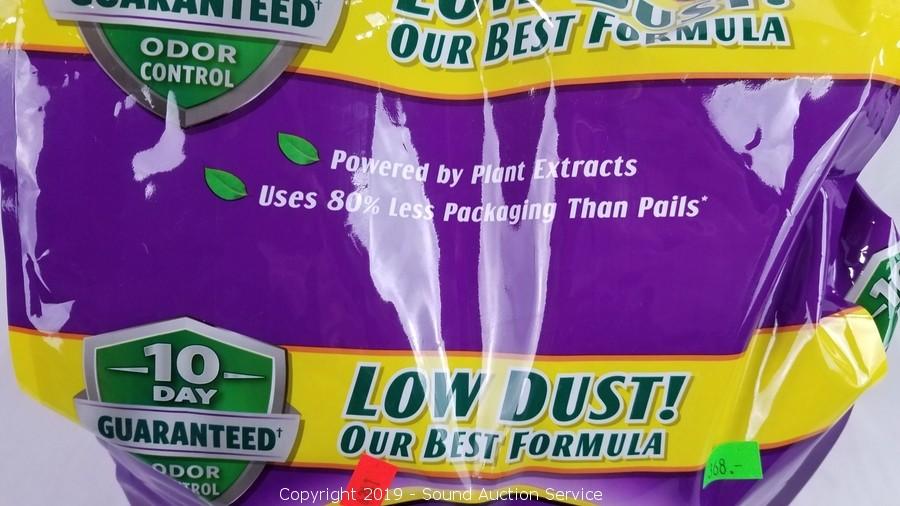 GUARANTEED†
ODOR
CONTROL
OUR BEST FORMULA
Powered by Plant Extracts
Uses 80% Less Packaging Than Pails*
10
DAY
GUARANTEED†
ODOR
LOW DUST!
OUR BEST FORMULA
Copyright 2019 - Sound Auction Service